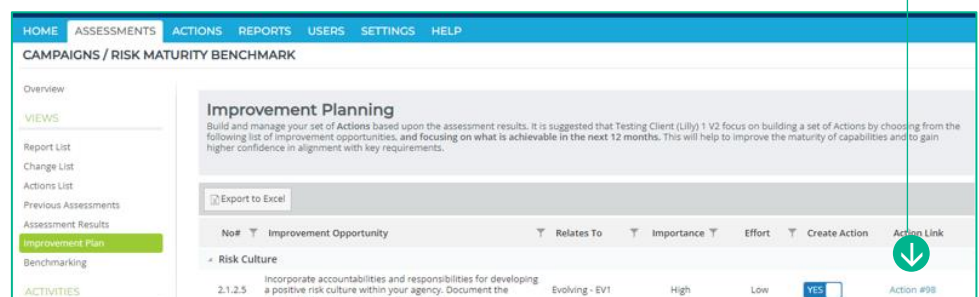 HOME ASSESSMENTS ACTIONS REPORTS USERS SETTINGS HELP
CAMPAIGNS / RISK MATURITY BENCHMARK
Overview
VIEWS
Report List
Change List
Actions List
Previous Assessments
Assessment Results
Improvement Plan
Benchmarking
ACTIVITIES
Improvement Planning
Build and manage your set of Actions based upon the assessment results. It is suggested that Testing Client (Lilly) 1 V2 focus on building a set of Actions by choosing from the
following list of improvement opportunities, and focusing on what is achievable in the next 12 months. This will help to improve the maturity of capabilities and to gain
higher confidence in alignment with key requirements.
Export to Excel
No# Improvement Opportunity Relates To Importance Effort Create Action Action Link
Risk Culture
Incorporate accountabilities and responsibilities for developing
2.1.2.5 a positive risk culture within your agency. Document the Evolving - EV1 High Low YES Action #98